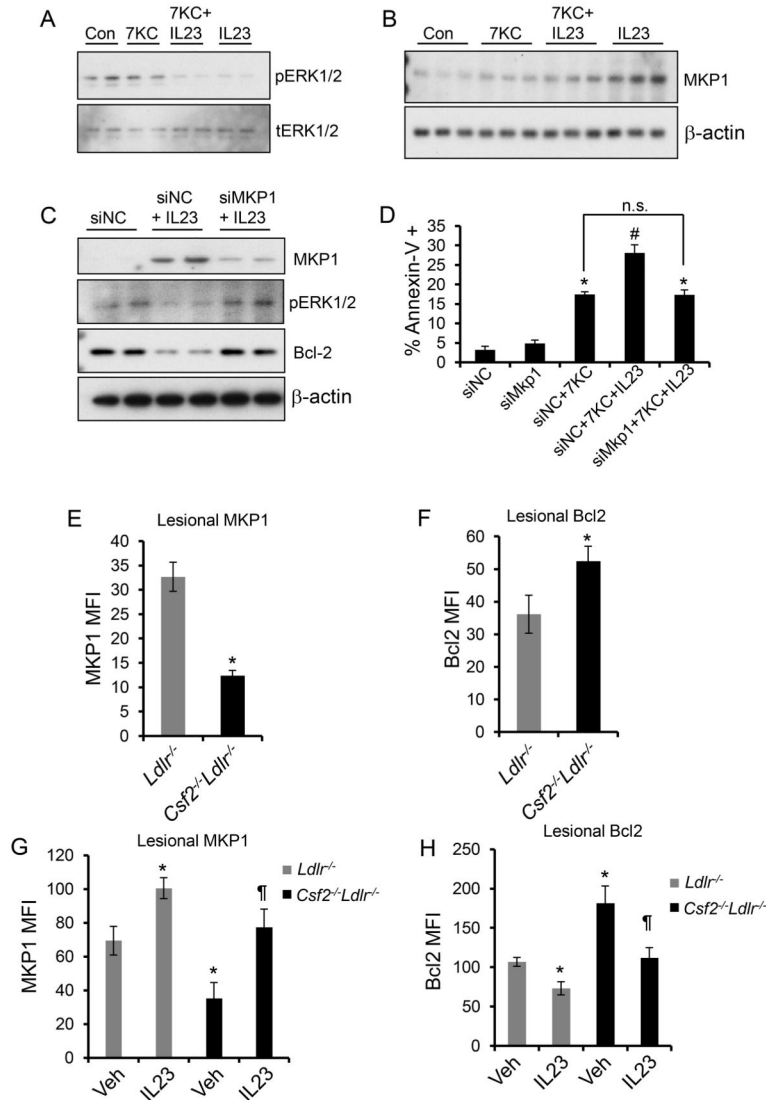 A
7KC+
Con 7KC IL23 IL23
pERK1/2
tERK1/2
B
7KC+
Con 7KC IL23 IL23
MKP1
β-actin
C
siNC siMKP1
siNC + IL23 + IL23
MKP1
pERK1/2
Bcl-2
β-actin
D
n.s.
% Annexin-V +
45
40
35
30
25
20
15
10
5
0
* # *
siNC siMkp1 siNC+7KC siNC+7KC+IL23 siMkp1+7KC+IL23
E
Lesional MKP1
MKP1 MFI
40
35
30
25
20
15
10
5
0
*
Ldlr-/- Csf2-/-Ldlr-/-
F
Lesional Bcl2
Bcl2 MFI
60
50
40
30
20
10
0
*
Ldlr-/- Csf2-/-Ldlr-/-
G
Lesional MKP1
MKP1 MFI
120
100
80
60
40
20
0
* * ¶
Ldlr-/-
Csf2-/-Ldlr-/-
Veh IL23 Veh IL23
H
Lesional Bcl2
Bcl2 MFI
250
200
150
100
50
0
* * ¶
Ldlr-/-
Csf2-/-Ldlr-/-
Veh IL23 Veh IL23